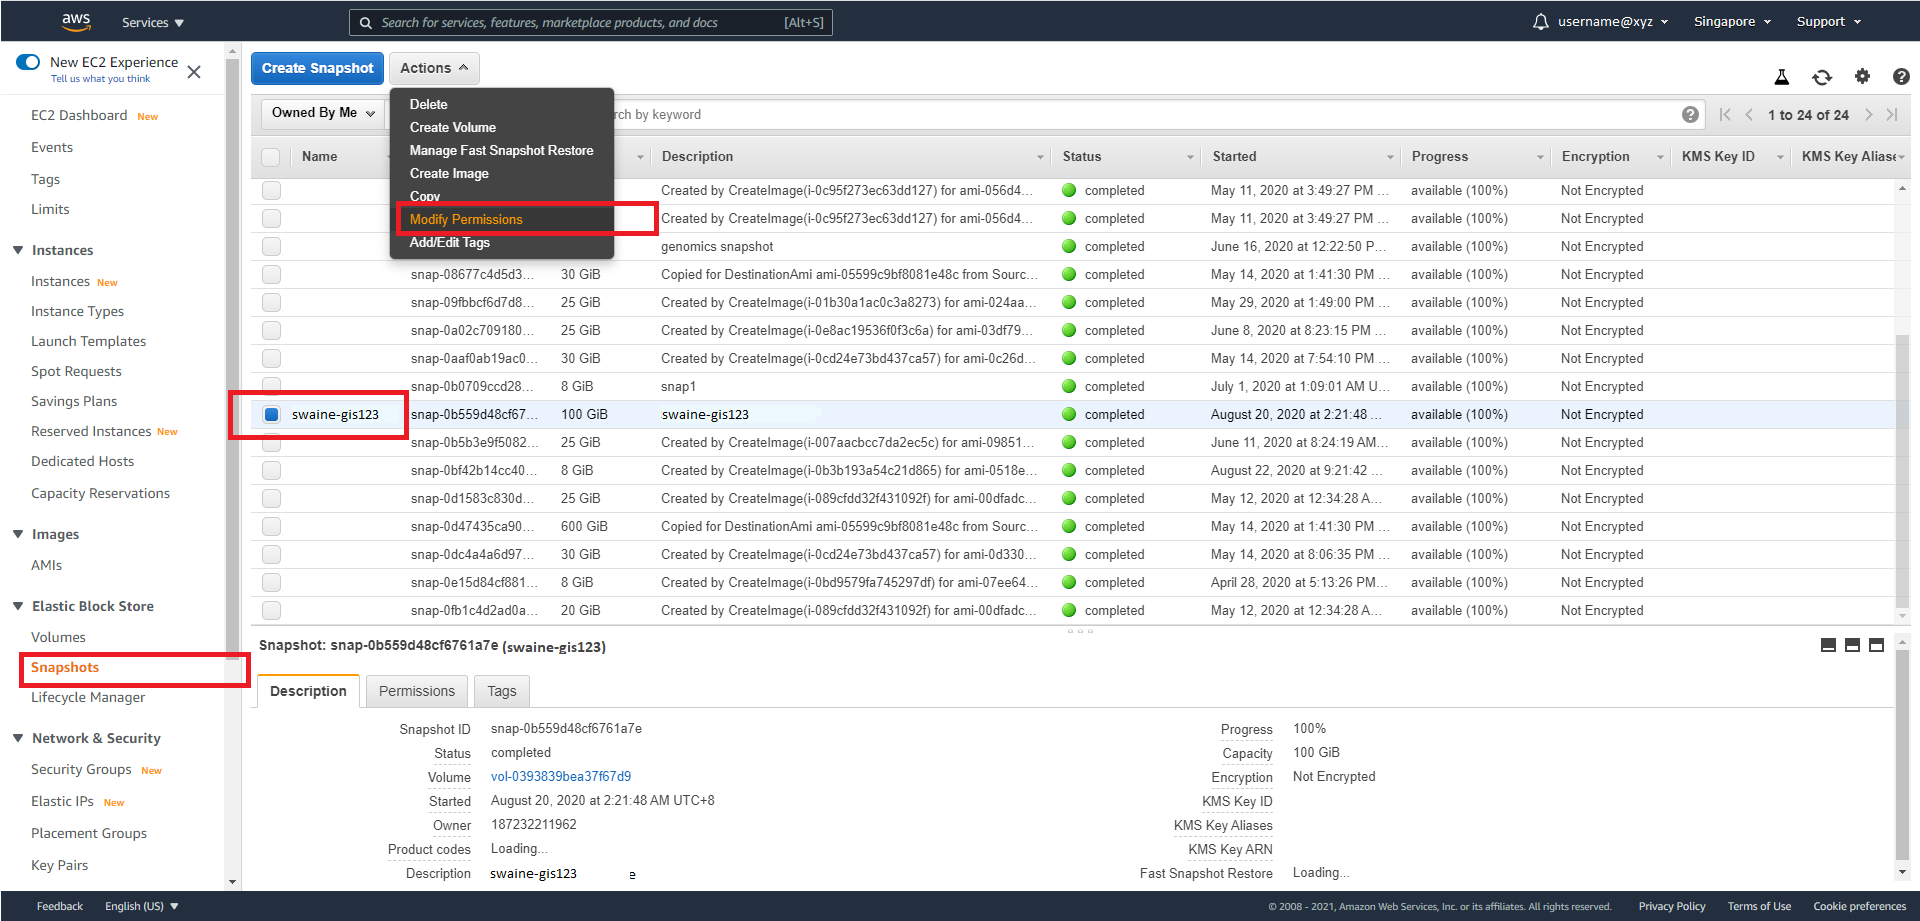 aws Services Search for services, features, marketplace products, and docs [Alt+S] username@xyz Singapore Support
New EC2 Experience
Tell us what you think
EC2 Dashboard New
Events
Tags
Limits
Instances
Instances New
Instance Types
Launch Templates
Spot Requests
Savings Plans
Reserved Instances New
Dedicated Hosts
Capacity Reservations
Images
AMIs
Elastic Block Store
Volumes
Snapshots
Lifecycle Manager
Network & Security
Security Groups New
Elastic IPs New
Placement Groups
Key Pairs
Create Snapshot Actions
Delete
Create Volume
Manage Fast Snapshot Restore
Create Image
Copy
Modify Permissions
Add/Edit Tags
Owned By Me rch by keyword 1 to 24 of 24
Name Description Status Started Progress Encryption KMS Key ID KMS Key Aliase
Created by CreateImage(i-0c95f273ec63dd127) for ami-056d4... completed May 11, 2020 at 3:49:27 PM ... available (100%) Not Encrypted
Created by CreateImage(i-0c95f273ec63dd127) for ami-056d4... completed May 11, 2020 at 3:49:27 PM ... available (100%) Not Encrypted
genomics snapshot completed June 16, 2020 at 12:22:50 P... available (100%) Not Encrypted
snap-08677c4d5d3... 30 GiB Copied for DestinationAmi ami-05599c9bf8081e48c from Sourc... completed May 14, 2020 at 1:41:30 PM ... available (100%) Not Encrypted
snap-09fbbcf6d7d8... 25 GiB Created by CreateImage(i-01b30a1ac0c3a8273) for ami-024aa... completed May 29, 2020 at 1:49:00 PM ... available (100%) Not Encrypted
snap-0a02c709180... 25 GiB Created by CreateImage(i-0e8ac19536f0f3c6a) for ami-03df79... completed June 8, 2020 at 8:23:15 PM ... available (100%) Not Encrypted
snap-0aaf0ab19ac0... 30 GiB Created by CreateImage(i-0cd24e73bd437ca57) for ami-0c26d... completed May 14, 2020 at 7:54:10 PM ... available (100%) Not Encrypted
snap-0b0709ccd28... 8 GiB snap1 completed July 1, 2020 at 1:09:01 AM U... available (100%) Not Encrypted
swaine-gis123 snap-0b559d48cf67... 100 GiB swaine-gis123 completed August 20, 2020 at 2:21:48 ... available (100%) Not Encrypted
snap-0b5b3e9f5082... 25 GiB Created by CreateImage(i-007aacbcc7da2ec5c) for ami-09851... completed June 11, 2020 at 8:24:19 AM... available (100%) Not Encrypted
snap-0bf42b14cc40... 8 GiB Created by CreateImage(i-0b3b193a54c21d865) for ami-0518e... completed August 22, 2020 at 9:21:42 ... available (100%) Not Encrypted
snap-0d1583c830d... 25 GiB Created by CreateImage(i-089cfdd32f431092f) for ami-00dfadc... completed May 12, 2020 at 12:34:28 A... available (100%) Not Encrypted
snap-0d47435ca90... 600 GiB Copied for DestinationAmi ami-05599c9bf8081e48c from Sourc... completed May 14, 2020 at 1:41:30 PM ... available (100%) Not Encrypted
snap-0dc4a4a6d97... 30 GiB Created by CreateImage(i-0cd24e73bd437ca57) for ami-0d330... completed May 14, 2020 at 8:06:35 PM ... available (100%) Not Encrypted
snap-0e15d84cf881... 8 GiB Created by CreateImage(i-0bd9579fa745297df) for ami-07ee64... completed April 28, 2020 at 5:13:26 PM... available (100%) Not Encrypted
snap-0fb1c4d2ad0a... 20 GiB Created by CreateImage(i-089cfdd32f431092f) for ami-00dfadc... completed May 12, 2020 at 12:34:28 A... available (100%) Not Encrypted
Snapshot: snap-0b559d48cf6761a7e (swaine-gis123)
Description Permissions Tags
Snapshot ID snap-0b559d48cf6761a7e Progress 100%
Status completed Capacity 100 GiB
Volume vol-0393839bea37f67d9 Encryption Not Encrypted
Started August 20, 2020 at 2:21:48 AM UTC+8 KMS Key ID
Owner 187232211962 KMS Key Aliases
Product codes Loading... KMS Key ARN
Description swaine-gis123 e Fast Snapshot Restore Loading...
Feedback English (US) © 2008 - 2021, Amazon Web Services, Inc. or its affiliates. All rights reserved. Privacy Policy Terms of Use Cookie preferences